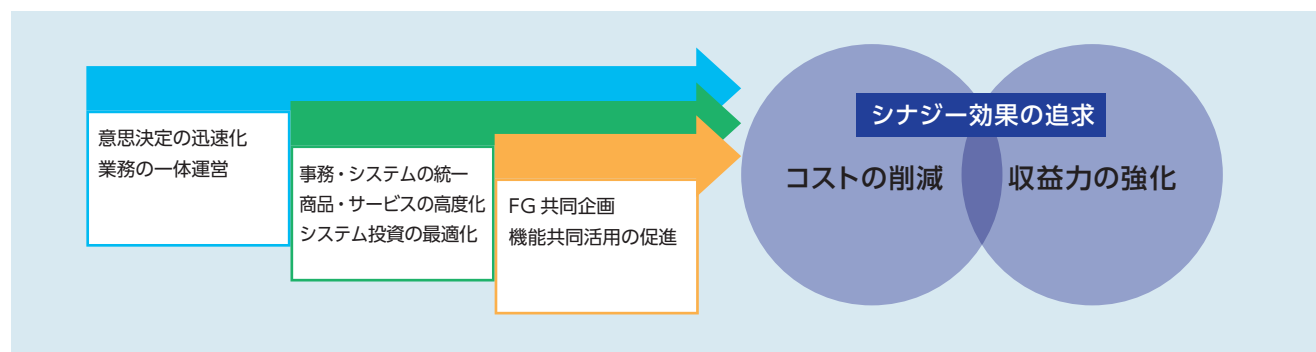 意思決定の迅速化
業務の一体運営
事務・システムの統一
商品・サービスの高度化
システム投資の最適化
FG 共同企画
機能共同活用の促進
シナジー効果の追求
コストの削減
収益力の強化